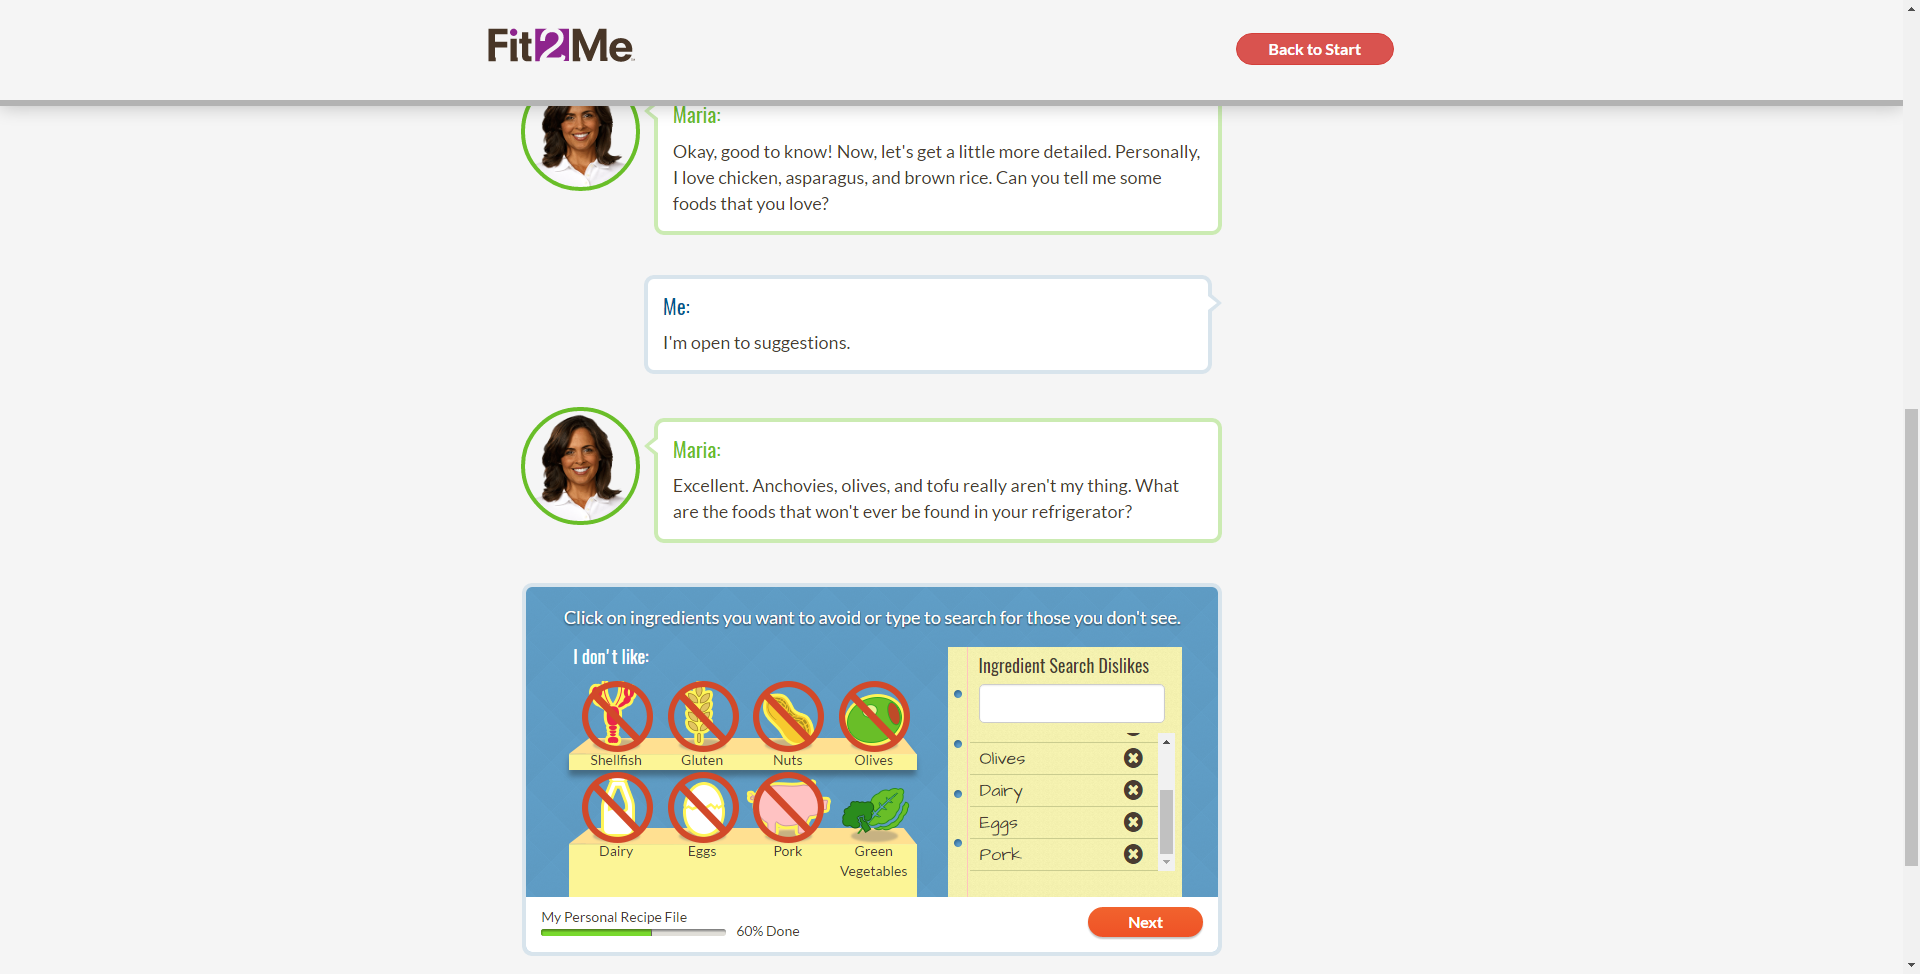 Fit2Me
Back to Start
Maria:
Okay, good to know! Now, let's get a little more detailed. Personally,
I love chicken, asparagus, and brown rice. Can you tell me some
foods that you love?
Me:
I'm open to suggestions.
Maria:
Excellent. Anchovies, olives, and tofu really aren't my thing. What
are the foods that won't ever be found in your refrigerator?
Click on ingredients you want to avoid or type to search for those you don't see.
I don't like:
Shellfish
Gluten
Nuts
Olives
Dairy
Eggs
Pork
Green
Vegetables
Ingredient Search Dislikes
Olives
Dairy
Eggs
Pork
My Personal Recipe File
60% Done
Next